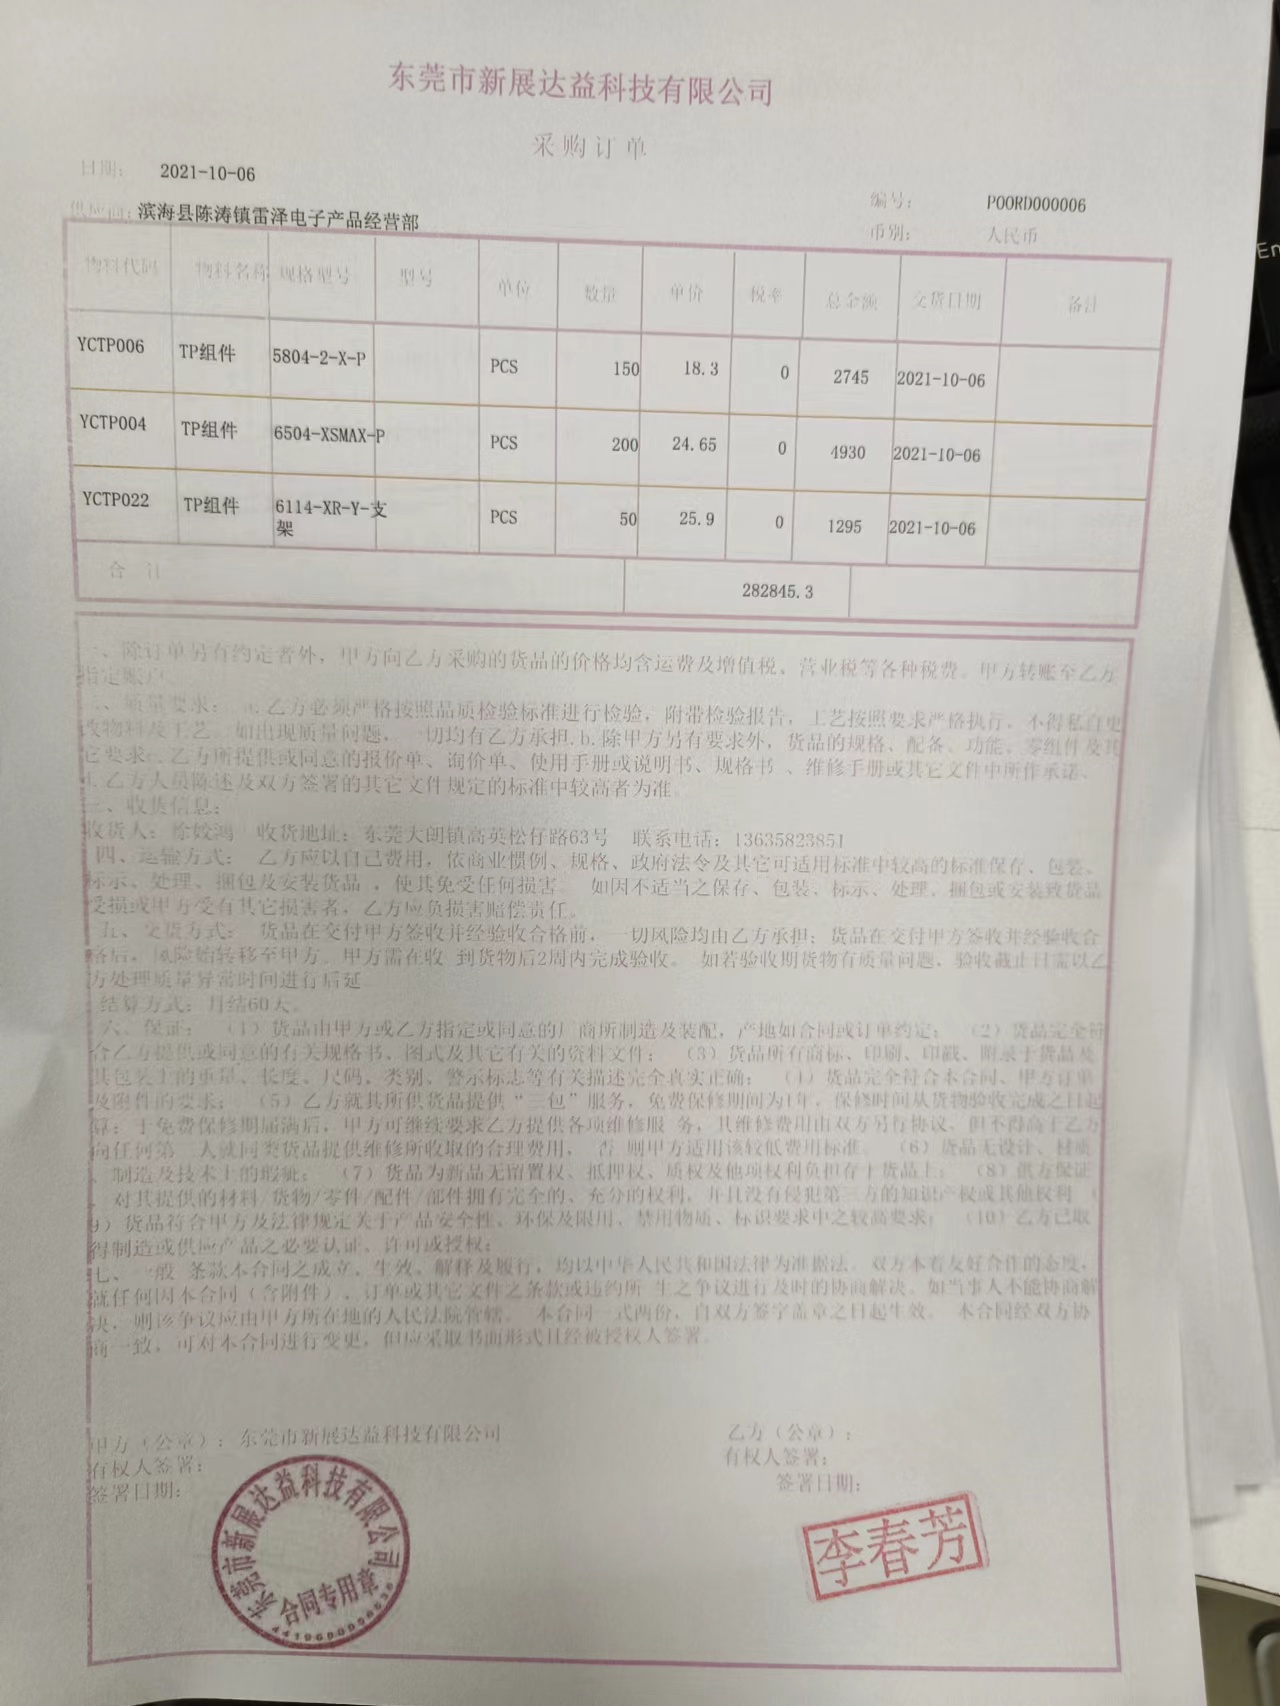 东莞市新展达益科技有限公司
采购订单
日期： 2021-10-06
编号： POORD000006
供应商：滨海县陈涛镇雷泽电子产品经营部
币别： 人民币
物料代码 物料名称 规格型号 型号 单位 数量 单价 税率 总金额 交货日期 备注
YCTP006 TP组件 5804-2-X-P PCS 150 18.3 0 2745 2021-10-06
YCTP004 TP组件 6504-XSMAX-P PCS 200 24.65 0 4930 2021-10-06
YCTP022 TP组件 6114-XR-Y-支架 PCS 50 25.9 0 1295 2021-10-06
合 计 282845.3
一、除订单另有约定者外，甲方向乙方采购的货品的价格均含运费及增值税、营业税等各种税费。甲方转账至乙方
指定账户
二、质量要求： a.乙方必须严格按照品质检验标准进行检验，附带检验报告，工艺按照要求严格执行，不得私自更
改物料及工艺，如出现质量问题， 一切均有乙方承担.b.除甲方另有要求外，货品的规格、配备、功能、零组件及其
它要求c.乙方所提供或同意的报价单、询价单、使用手册或说明书、规格书 、维修手册或其它文件中所作承诺、
d.乙方人员陈述及双方签署的其它文件规定的标准中较高者为准。
三、收货信息：
收货人：徐姣鸿 收货地址：东莞大朗镇高英松仔路63号 联系电话：13635823851
四、运输方式： 乙方应以自己费用，依商业惯例、规格、政府法令及其它可适用标准中较高的标准保存、包装、
标示、处理、捆包及安装货品 ，使其免受任何损害。 如因不适当之保存、包装、标示、处理、捆包或安装致货品
受损或甲方受有其它损害者，乙方应负损害赔偿责任。
五、交货方式： 货品在交付甲方签收并经验收合格前，一切风险均由乙方承担；货品在交付甲方签收并经验收合
格后，风险始转移至甲方。甲方需在收 到货物后2周内完成验收。 如若验收期货物有质量问题，验收截止日需以乙
方处理质量异常时间进行后延
结算方式：月结60天。
六、保证： （1）货品由甲方或乙方指定或同意的厂商所制造及装配，产地如合同或订单约定； （2）货品完全符
合乙方提供或同意的有关规格书、图式及其它有关的资料文件； （3）货品所有商标、印刷、印戳、附录于货品及
其包装上的重量、长度、尺码、类别、警示标志等有关描述完全真实正确； （4）货品完全符合本合同、甲方订单
及附件的要求； （5）乙方就其所供货品提供“三包”服务，免费保修期间为1年，保修时间从货物验收完成之日起
算；于免费保修期届满后，甲方可继续要求乙方提供各项维修服 务，其维修费用由双方另行协议，但不得高于乙方
向任何第三人就同类货品提供维修所收取的合理费用， 否 则甲方适用该较低费用标准。 （6）货品无设计、材质
、制造及技术上的瑕疵； （7）货品为新品无留置权、抵押权、质权及他项权利负担存于货品上； （8）供方保证
，对其提供的材料/货物/零件/配件/部件拥有完全的、充分的权利，并且没有侵犯第三方的知识产权或其他权利 （
9）货品符合甲方及法律规定关于产品安全性、环保及限用、禁用物质、标识要求中之较高要求； （10）乙方已取
得制造或供应产品之必要认证、许可或授权；
七、一般 条款本合同之成立、生效、解释及履行，均以中华人民共和国法律为准据法。双方本着友好合作的态度，
就任何因本合同（含附件）、订单或其它文件之条款或违约所 生之争议进行及时的协商解决。如当事人不能协商解
决，则该争议应由甲方所在地的人民法院管辖。 本合同一式两份，自双方签字盖章之日起生效。 本合同经双方协
商一致，可对本合同进行变更，但应采取书面形式且经被授权人签署。
甲方（公章）：东莞市新展达益科技有限公司
乙方（公章）：
有权人签署：
有权人签署：
签署日期：
签署日期：
东莞市新展达益科技有限公司
合同专用章
李春芳